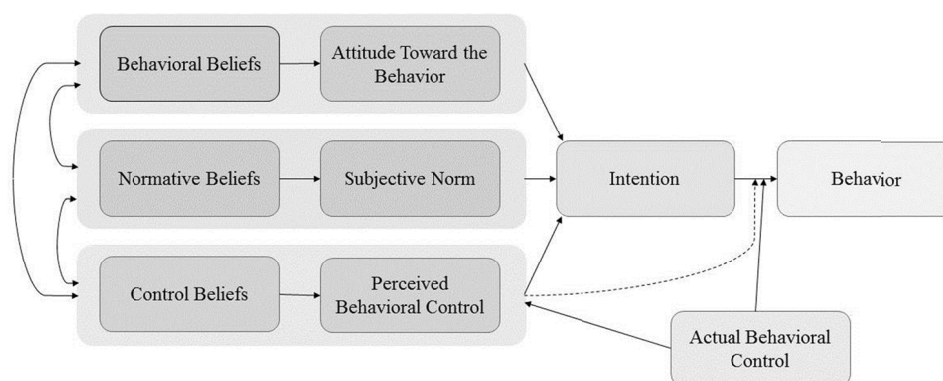 Behavioral Beliefs
Attitude Toward the
Behavior
Normative Beliefs
Subjective Norm
Intention
Behavior
Control Beliefs
Perceived
Behavioral Control
Actual Behavioral
Control